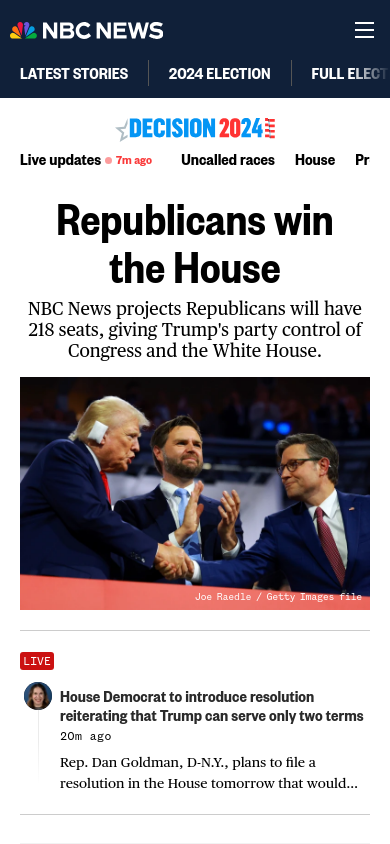 NBC NEWS
LATEST STORIES 2024 ELECTION FULL ELECT
DECISION 2024
Live updates 7m ago Uncalled races House Pr
Republicans win
the House
NBC News projects Republicans will have
218 seats, giving Trump's party control of
Congress and the White House.
Joe Raedle / Getty Images file
LIVE
House Democrat to introduce resolution
reiterating that Trump can serve only two terms
20m ago
Rep. Dan Goldman, D-N.Y., plans to file a
resolution in the House tomorrow that would...